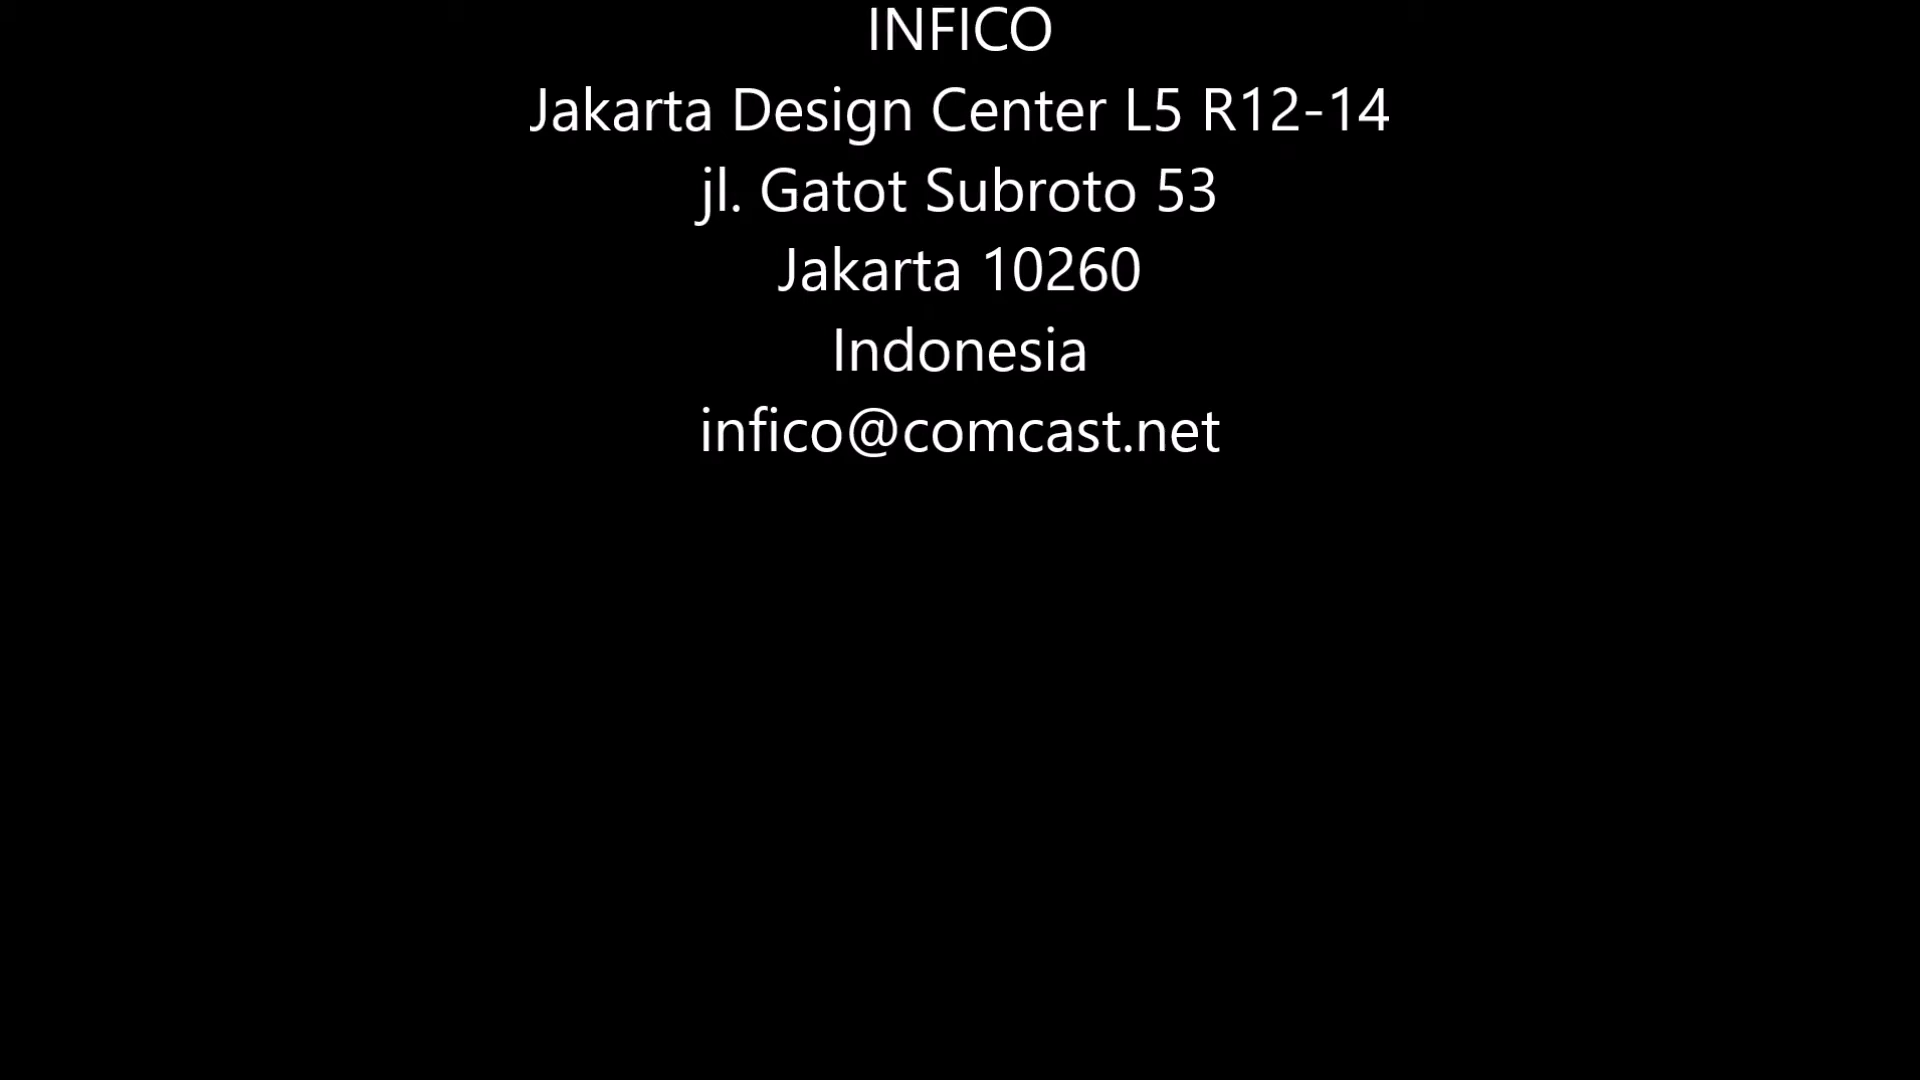 INFICO
Jakarta Design Center L5 R12-14
jl. Gatot Subroto 53
Jakarta 10260
Indonesia
infico@comcast.net